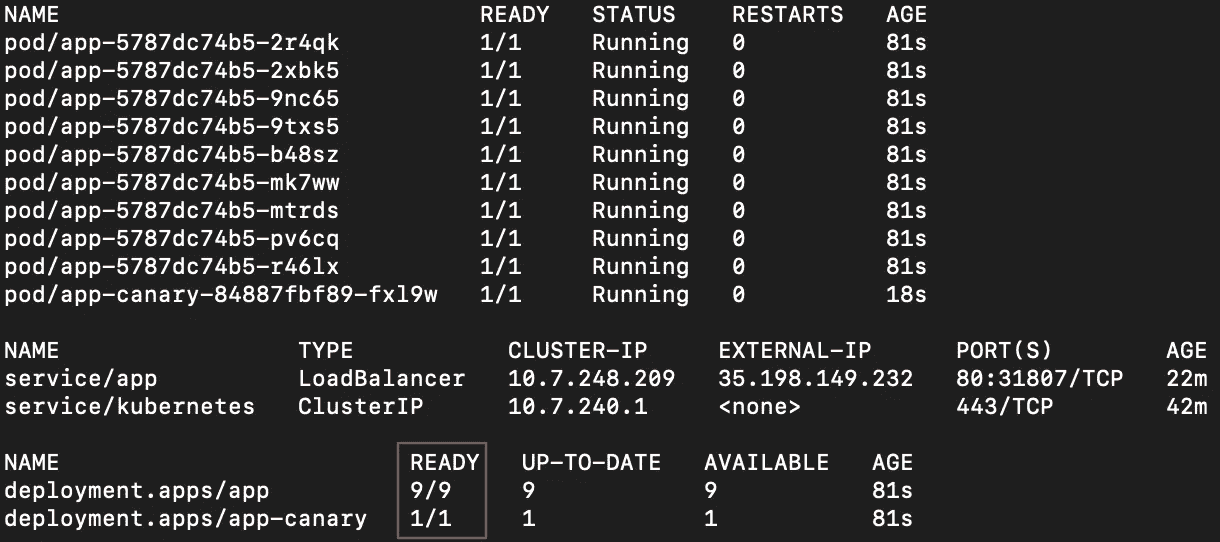 NAME READY STATUS RESTARTS AGE
pod/app-5787dc74b5-2r4qk 1/1 Running 0 81s
pod/app-5787dc74b5-2xbk5 1/1 Running 0 81s
pod/app-5787dc74b5-9nc65 1/1 Running 0 81s
pod/app-5787dc74b5-9txs5 1/1 Running 0 81s
pod/app-5787dc74b5-b48sz 1/1 Running 0 81s
pod/app-5787dc74b5-mk7ww 1/1 Running 0 81s
pod/app-5787dc74b5-mtrds 1/1 Running 0 81s
pod/app-5787dc74b5-pv6cq 1/1 Running 0 81s
pod/app-5787dc74b5-r46lx 1/1 Running 0 81s
pod/app-canary-84887fbf89-fxl9w 1/1 Running 0 18s
NAME TYPE CLUSTER-IP EXTERNAL-IP PORT(S) AGE
service/app LoadBalancer 10.7.248.209 35.198.149.232 80:31807/TCP 22m
service/kubernetes ClusterIP 10.7.240.1 <none> 443/TCP 42m
NAME READY UP-TO-DATE AVAILABLE AGE
deployment.apps/app 9/9 9 9 81s
deployment.apps/app-canary 1/1 1 1 81s